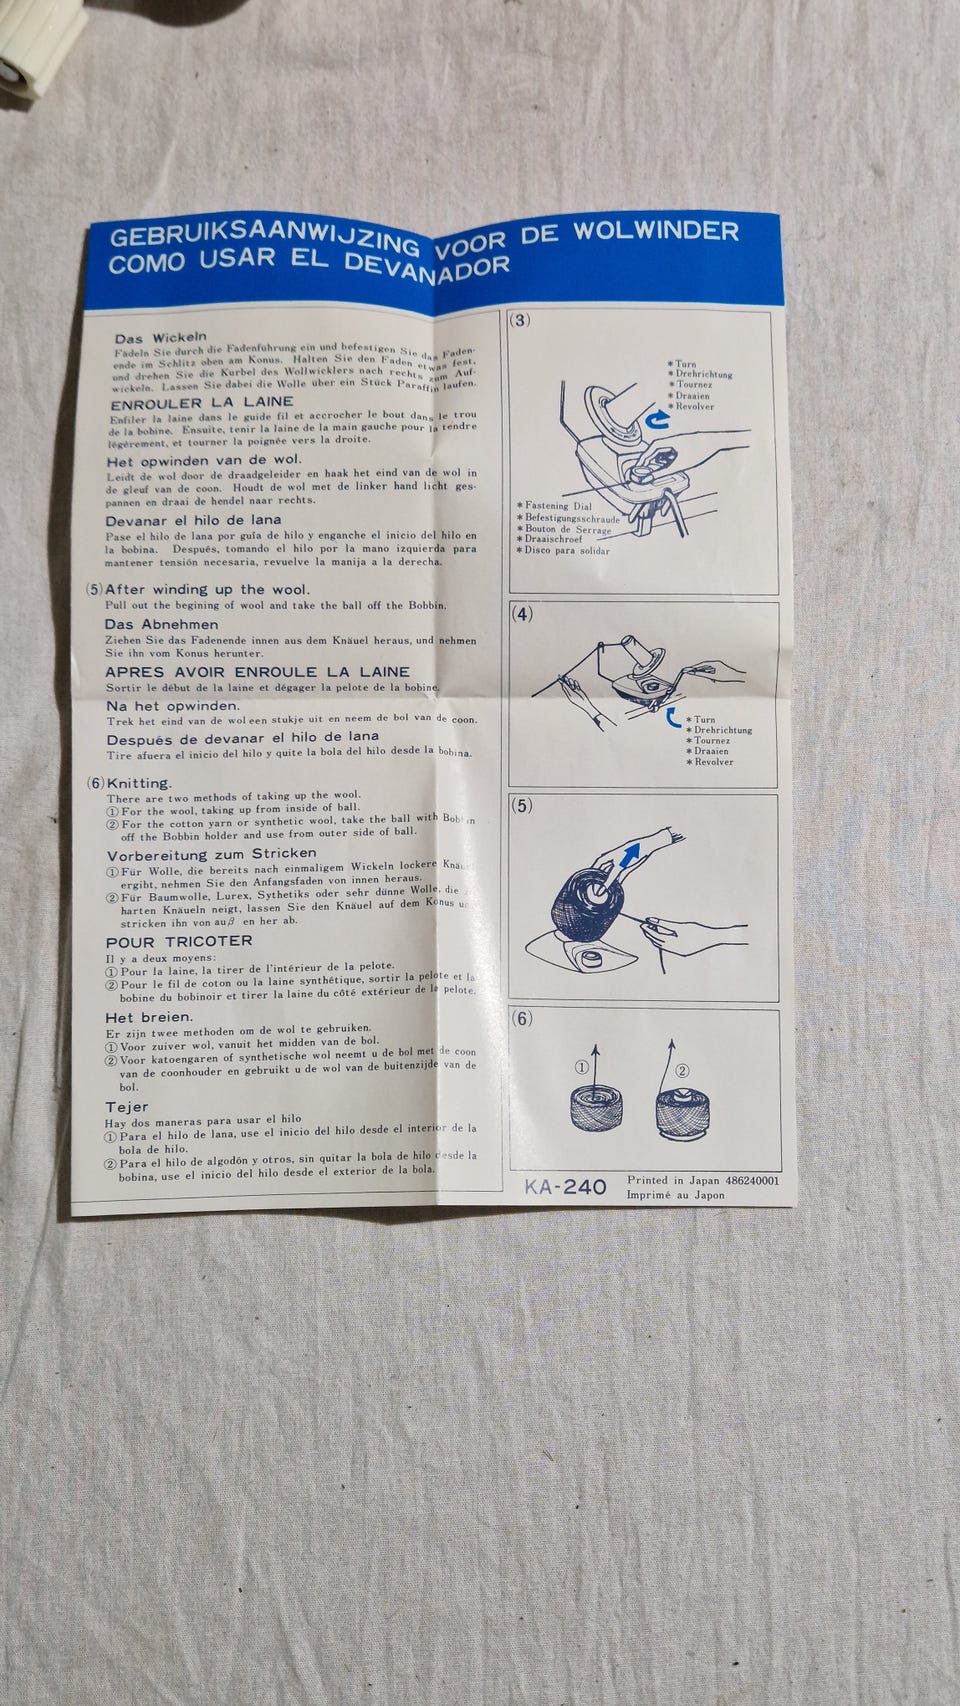 GEBRUIKSAANWIJZING VOOR DE WOLWINDER
COMO USAR EL DEVANADOR
Das Wickeln
Fädeln Sie durch die Fadenführung ein und befestigen Sie das Faden-
ende im Schlitz oben am Konus. Halten Sie den Faden etwas fest,
und drehen Sie die Kurbel des Wollwicklers nach rechts zum Auf-
wickeln. Lassen Sie dabei die Wolle über ein Stück Paraffin laufen.
ENROULER LA LAINE
Enfiler la laine dans le guide fil et accrocher le bout dans le trou
de la bobine. Ensuite, tenir la laine de la main gauche pour la tendre
légèrement, et tourner la poignée vers la droite.
Het opwinden van de wol.
Leidt de wol door de draadgeleider en haak het eind van de wol in
de gleuf van de coon. Houdt de wol met de linker hand licht ges-
pannen en draai de hendel naar rechts.
Devanar el hilo de lana
Pase el hilo de lana por guía de hilo y enganche el inicio del hilo en
la bobina. Después, tomando el hilo por la mano izquierda para
mantener tensión necesaria, revuelve la manija a la derecha.
(5) After winding up the wool.
Pull out the begining of wool and take the ball off the Bobbin.
Das Abnehmen
Ziehen Sie das Fadenende innen aus dem Knäuel heraus, und nehmen
Sie ihn vom Konus herunter.
APRES AVOIR ENROULE LA LAINE
Sortir le début de la laine et dégager la pelote de la bobine.
Na het opwinden.
Trek het eind van de wol een stukje uit en neem de bol van de coon.
Después de devanar el hilo de lana
Tire afuera el inicio del hilo y quite la bola del hilo desde la bobina.
(6) Knitting.
There are two methods of taking up the wool.
① For the wool, taking up from inside of ball.
② For the cotton yarn or synthetic wool, take the ball with Bobbin
off the Bobbin holder and use from outer side of ball.
Vorbereitung zum Stricken
① Für Wolle, die bereits nach einmaligem Wickeln lockere Knäu
ergibt, nehmen Sie den Anfangsfaden von innen heraus.
② Für Baumwolle, Lurex, Sythetiks oder sehr dünne Wolle, die
harten Knäueln neigt, lassen Sie den Knäuel auf dem Konus u
stricken ihn von auβ en her ab.
POUR TRICOTER
Il y a deux moyens:
① Pour la laine, la tirer de l'intérieur de la pelote.
② Pour le fil de coton ou la laine synthétique, sortir la pelote et la
bobine du bobinoir et tirer la laine du côté extérieur de la pelote.
Het breien.
Er zijn twee methoden om de wol te gebruiken.
① Voor zuiver wol, vanuit het midden van de bol.
② Voor katoengaren of synthetische wol neemt u de bol met de coon
van de coonhouder en gebruikt u de wol van de buitenzijde van de
bol.
Tejer
Hay dos maneras para usar el hilo
① Para el hilo de lana, use el inicio del hilo desde el interior de la
bola de hilo.
② Para el hilo de algodón y otros, sin quitar la bola de hilo desde la
bobina, use el inicio del hilo desde el exterior de la bola.
(3)
* Turn
* Drehrichtung
* Tournez
* Draaien
* Revolver
* Fastening Dial
* Befestigungsschraude
* Bouton de Serrage
* Draaischroef
* Disco para solidar
(4)
* Turn
* Drehrichtung
* Tournez
* Draaien
* Revolver
(5)
(6)
① ②
KA-240
Printed in Japan 486240001
Imprimé au Japon